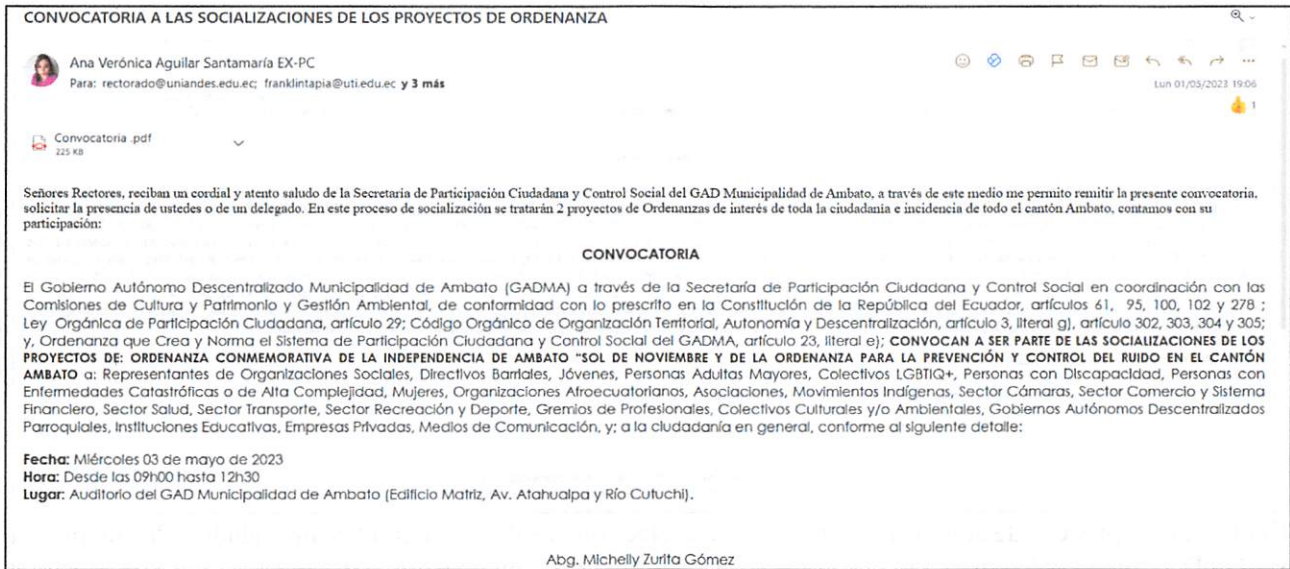 CONVOCATORIA A LAS SOCIALIZACIONES DE LOS PROYECTOS DE ORDENANZA
Ana Verónica Aguilar Santamaría EX-PC
Para: rectorado@uniandes.edu.ec; franklintapia@uti.edu.ec y 3 más
Lun 01/05/2023 19:06
1
Convocatoria .pdf
225 KB
Señores Rectores, reciban un cordial y atento saludo de la Secretaria de Participación Ciudadana y Control Social del GAD Municipalidad de Ambato, a través de este medio me permito remitir la presente convocatoria,
solicitar la presencia de ustedes o de un delegado. En este proceso de socialización se tratarán 2 proyectos de Ordenanzas de interés de toda la ciudadania e incidencia de todo el cantón Ambato, contamos con su
participación:
CONVOCATORIA
El Gobierno Autónomo Descentralizado Municipalidad de Ambato (GADMA) a través de la Secretaría de Participación Ciudadana y Control Social en coordinación con las
Comisiones de Cultura y Patrimonio y Gestión Ambiental, de conformidad con lo prescrito en la Constitución de la República del Ecuador, artículos 61, 95, 100, 102 y 278 ;
Ley Orgánica de Participación Ciudadana, artículo 29; Código Orgánico de Organización Territorial, Autonomía y Descentralización, artículo 3, literal g), artículo 302, 303, 304 y 305;
y, Ordenanza que Crea y Norma el Sistema de Participación Ciudadana y Control Social del GADMA, artículo 23, literal e); CONVOCAN A SER PARTE DE LAS SOCIALIZACIONES DE LOS
PROYECTOS DE: ORDENANZA CONMEMORATIVA DE LA INDEPENDENCIA DE AMBATO "SOL DE NOVIEMBRE Y DE LA ORDENANZA PARA LA PREVENCIÓN Y CONTROL DEL RUIDO EN EL CANTÓN
AMBATO a: Representantes de Organizaciones Sociales, Directivos Barriales, Jóvenes, Personas Adultas Mayores, Colectivos LGBTIQ+, Personas con Discapacidad, Personas con
Enfermedades Catastróficas o de Alta Complejidad, Mujeres, Organizaciones Afroecuatorianos, Asociaciones, Movimientos Indígenas, Sector Cámaras, Sector Comercio y Sistema
Financiero, Sector Salud, Sector Transporte, Sector Recreación y Deporte, Gremios de Profesionales, Colectivos Culturales y/o Ambientales, Gobiernos Autónomos Descentralizados
Parroquiales, Instituciones Educativas, Empresas Privadas, Medios de Comunicación, y; a la ciudadanía en general, conforme al siguiente detalle:
Fecha: Miércoles 03 de mayo de 2023
Hora: Desde las 09h00 hasta 12h30
Lugar: Auditorio del GAD Municipalidad de Ambato (Edificio Matriz, Av. Atahualpa y Río Cutuchi).
Abg. Michelly Zurita Gómez